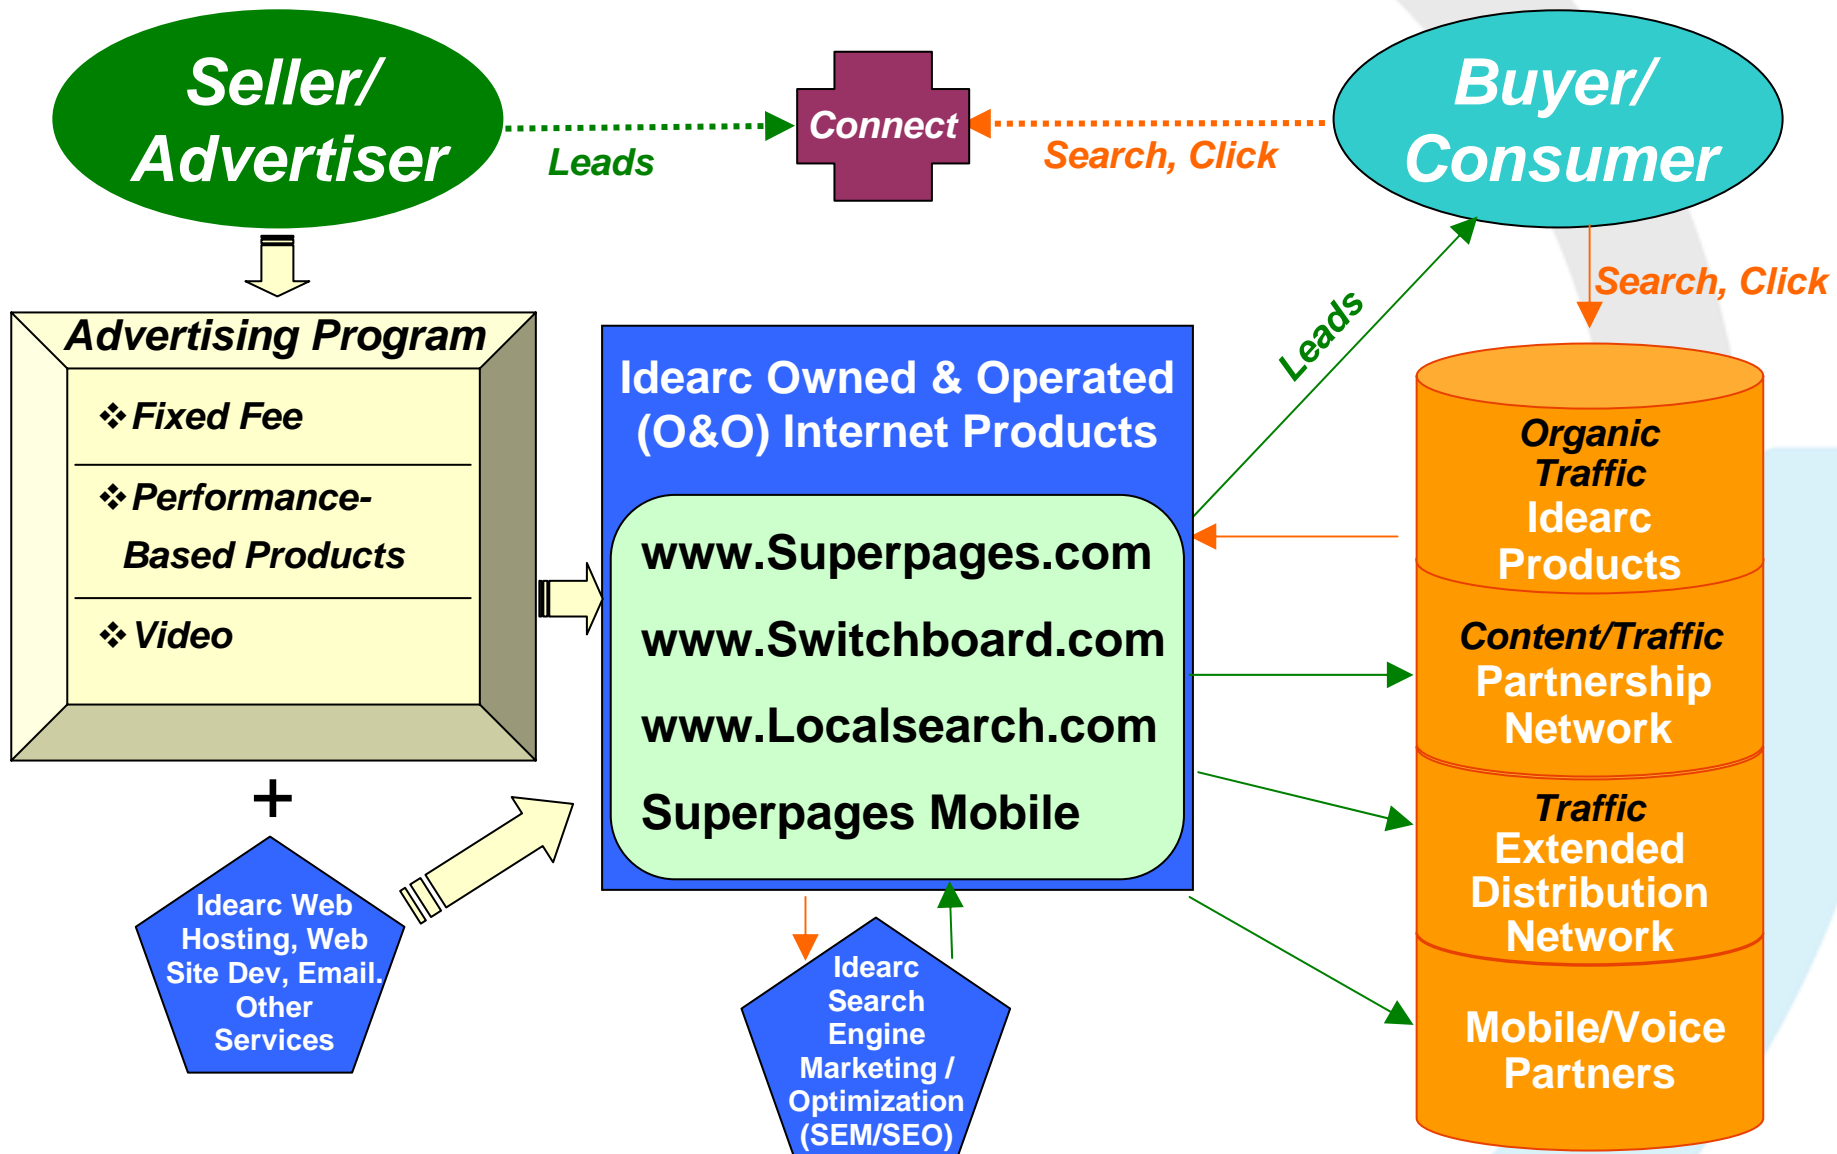 Seller/
Advertiser
Leads
Connect
Search, Click
Buyer/
Consumer
Search, Click
Leads
Advertising Program
❖Fixed Fee
❖Performance-
Based Products
❖Video
+
Idearc Web
Hosting, Web
Site Dev, Email.
Other
Services
Idearc Owned & Operated
(O&O) Internet Products
www.Superpages.com
www.Switchboard.com
www.Localsearch.com
Superpages Mobile
Idearc
Search
Engine
Marketing /
Optimization
(SEM/SEO)
Organic
Traffic
Idearc
Products
Content/Traffic
Partnership
Network
Traffic
Extended
Distribution
Network
Mobile/Voice
Partners